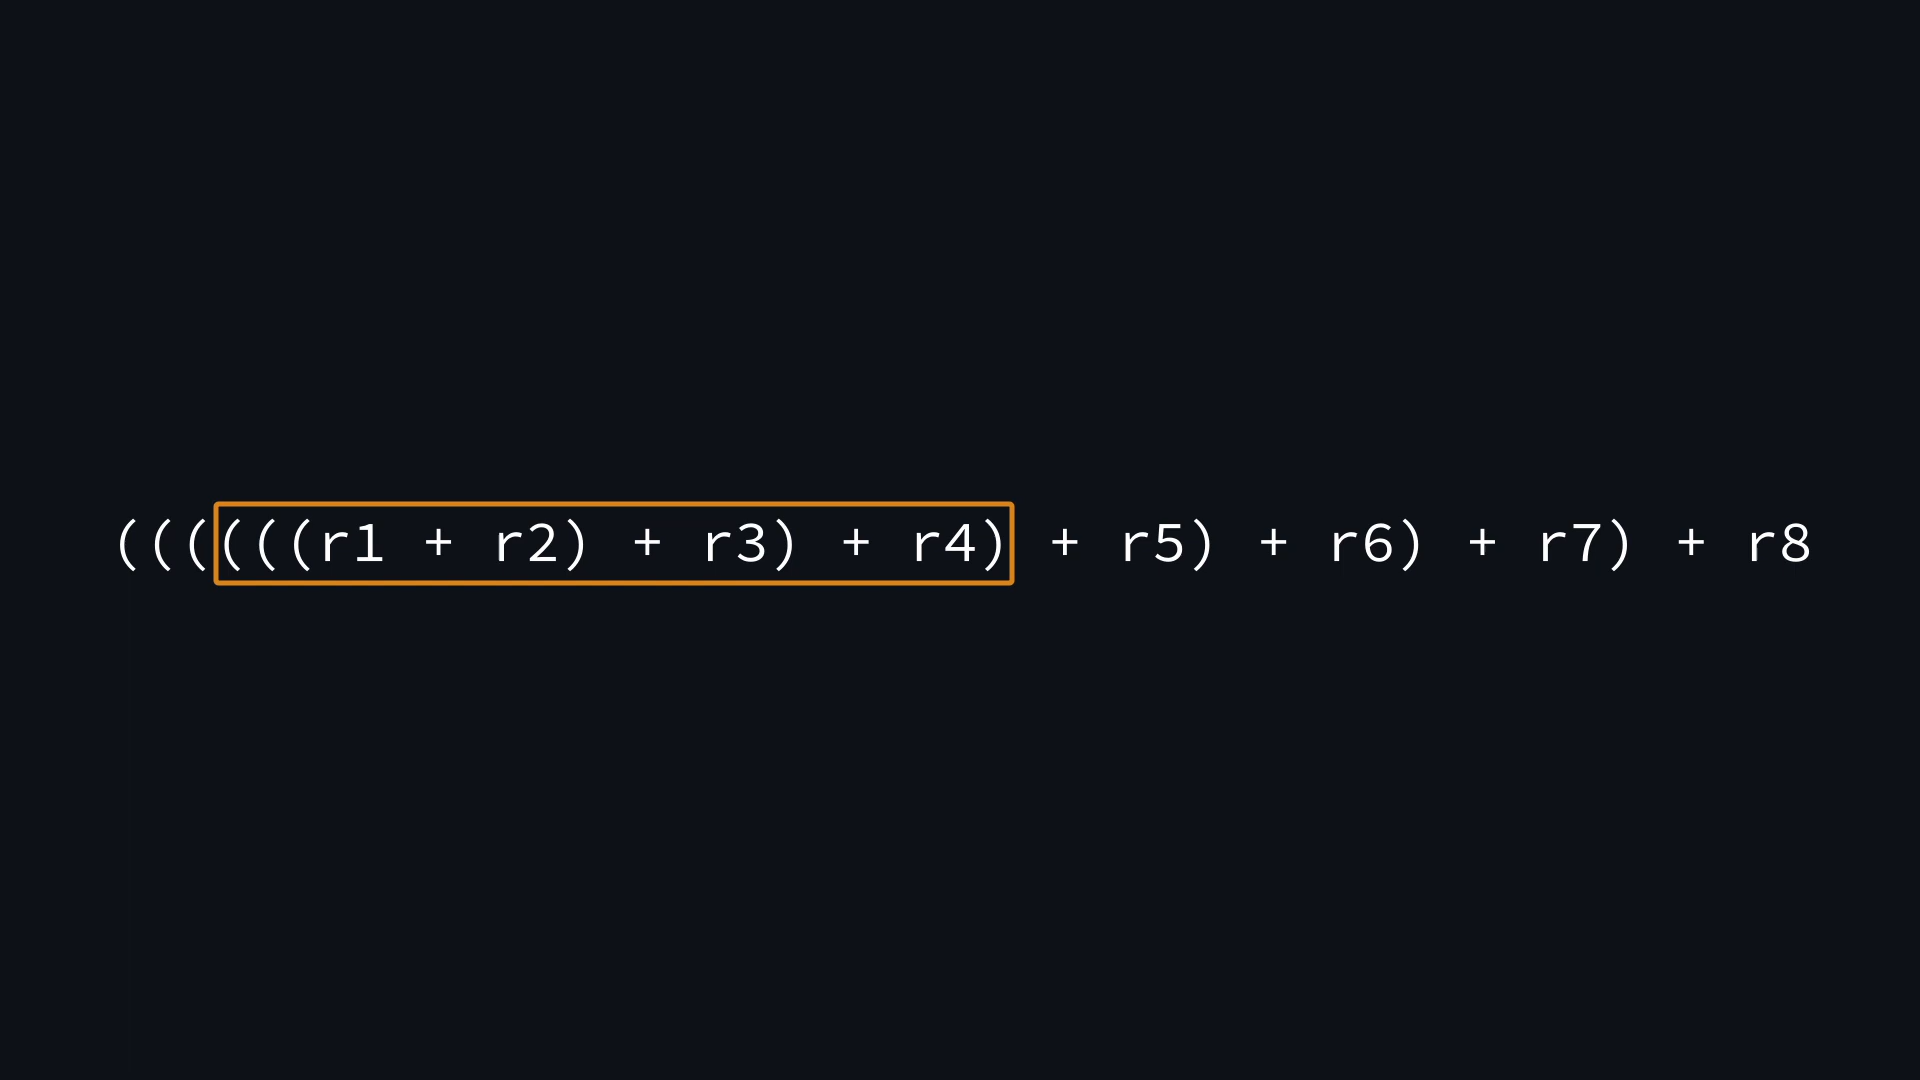 ((((((r1 + r2) + r3) + r4) + r5) + r6) + r7) + r8